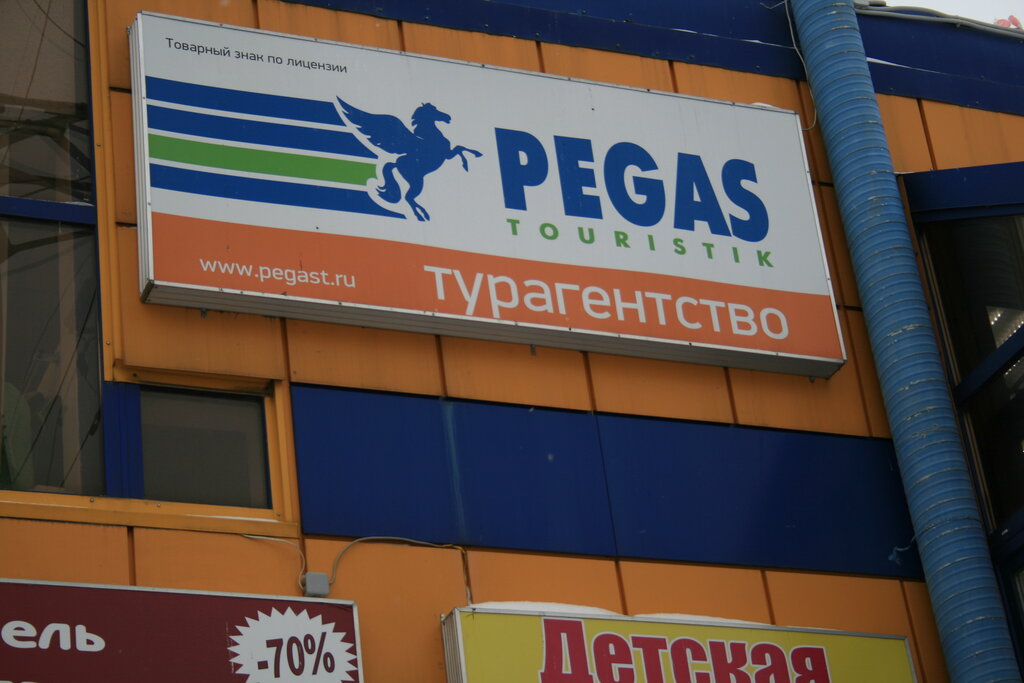 Товарный знак по лицензии
PEGAS
TOURISTIK
www.pegast.ru
турагентство
ель
-70%
Детская